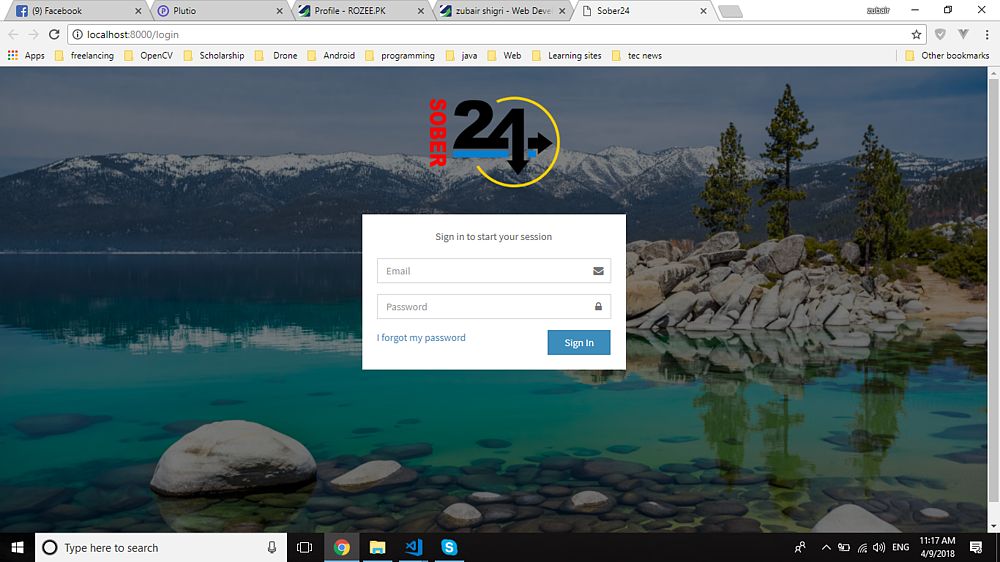 (9) Facebook
Plutio
Profile - ROZEE.PK
zubair shigri - Web Devel
Sober24
zubair
localhost:8000/login
Apps
freelancing
OpenCV
Scholarship
Drone
Android
programming
java
Web
Learning sites
tec news
Other bookmarks
SOBER
24
Sign in to start your session
Email
Password
I forgot my password
Sign In
Type here to search
ENG
11:17 AM
4/9/2018